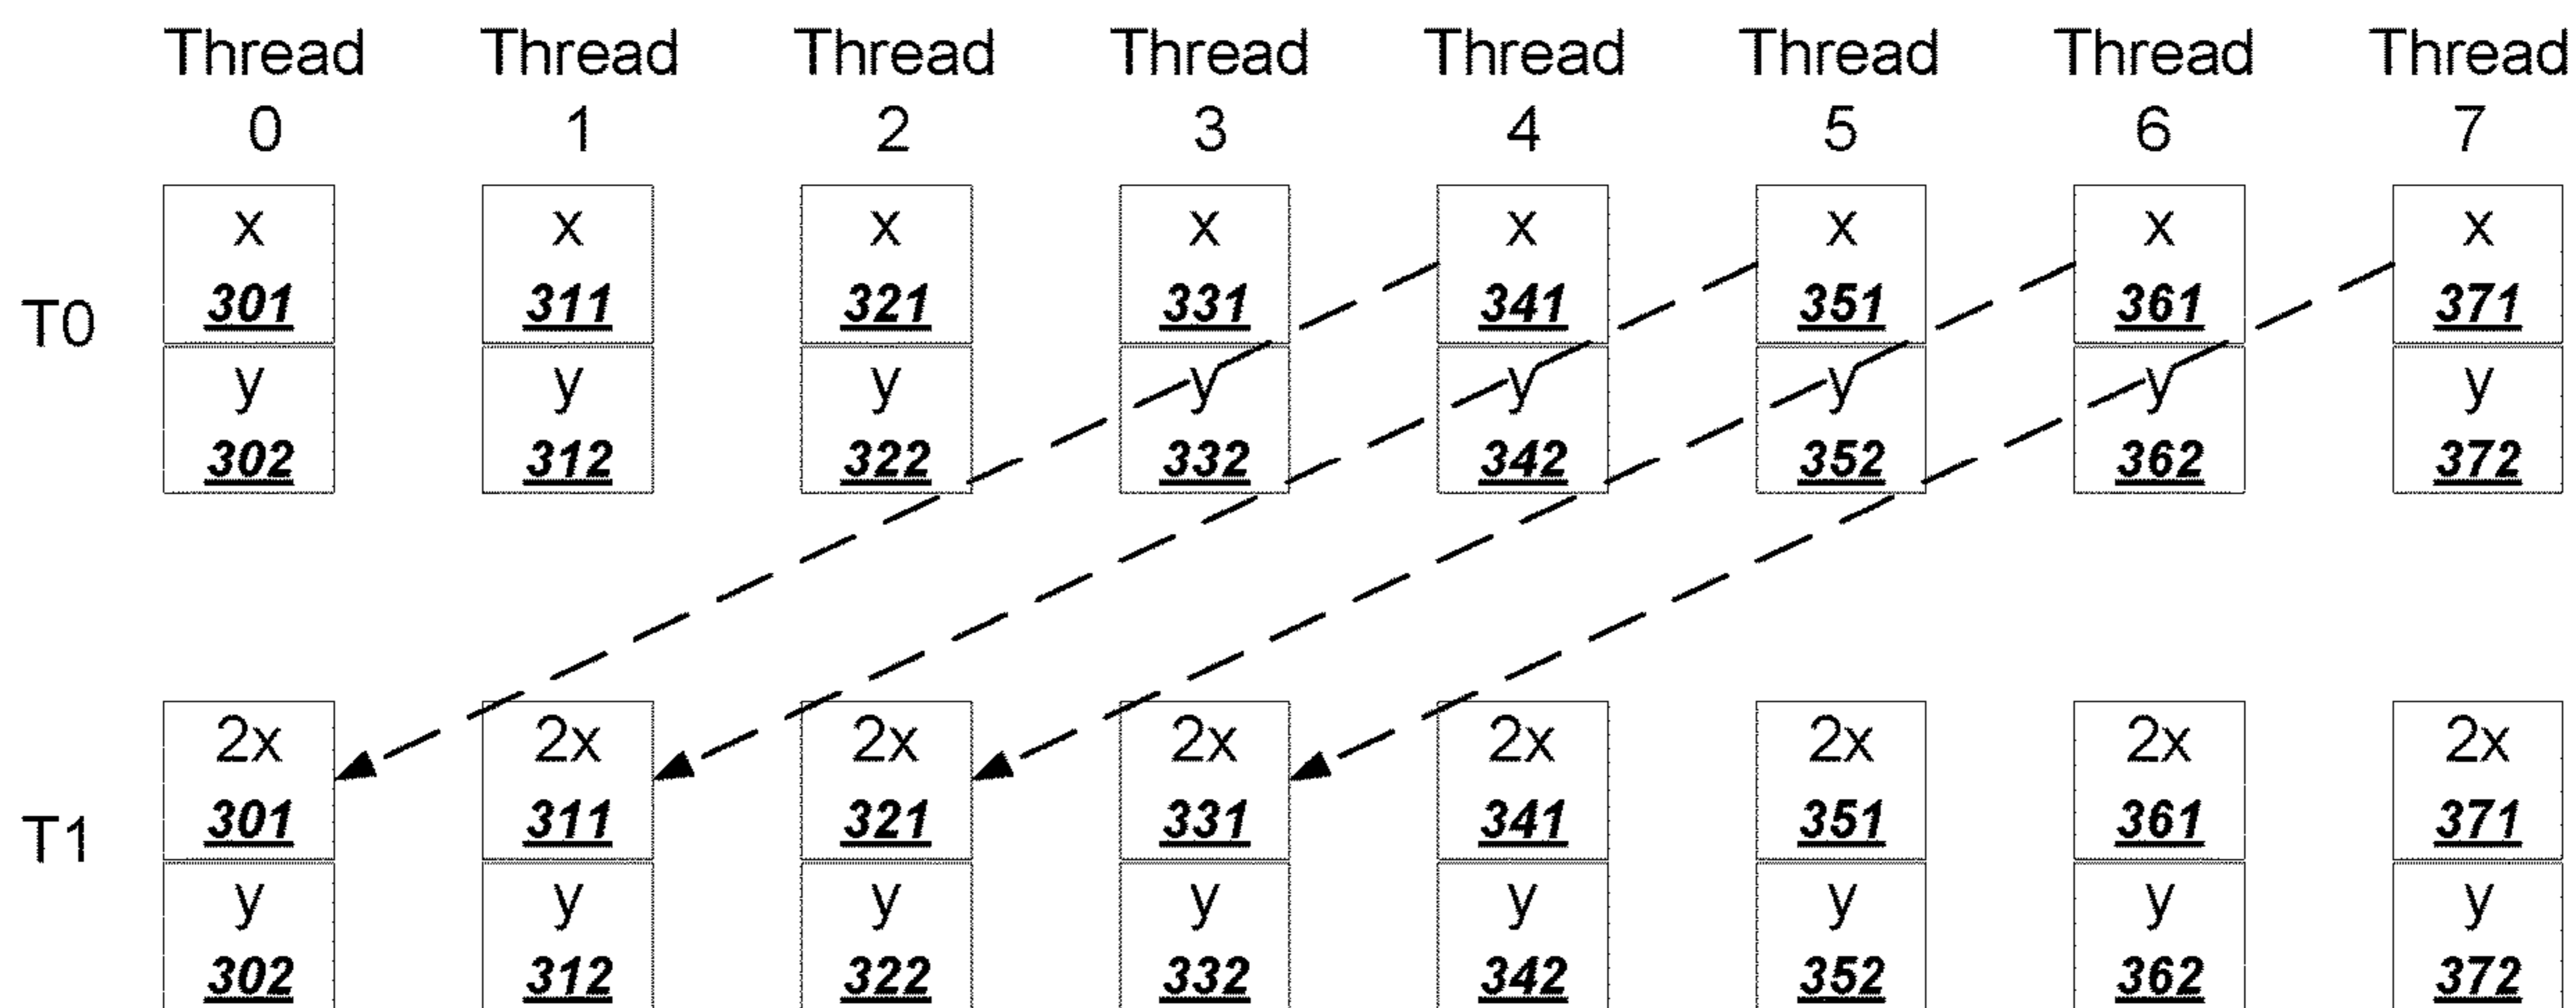 Thread Thread Thread Thread Thread Thread Thread Thread
0 1 2 3 4 5 6 7
x x x x x x x x
301 311 321 331 341 351 361 371
T0
y y y y y y y y
302 312 322 332 342 352 362 372
2x 2x 2x 2x 2x 2x 2x 2x
301 311 321 331 341 351 361 371
T1
y y y y y y y y
302 312 322 332 342 352 362 372